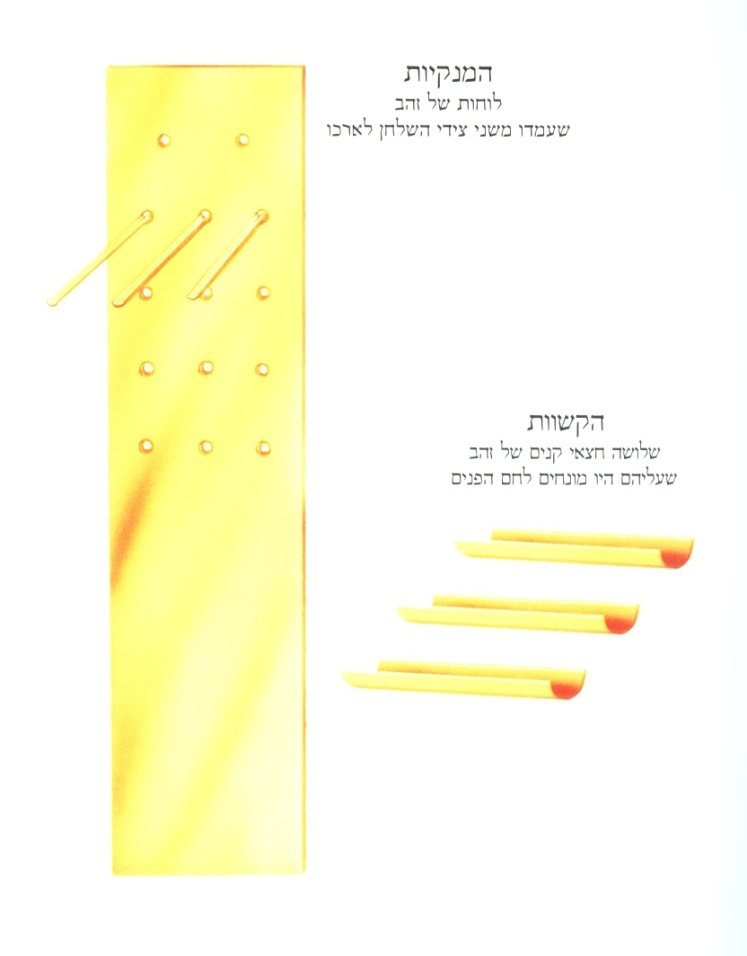 המנקיות
לוחות של זהב
שעמדו משני צידי השלחן לארכו
הקשוות
שלושה חצאי קנים של זהב
שעליהם היו מונחים לחם הפנים